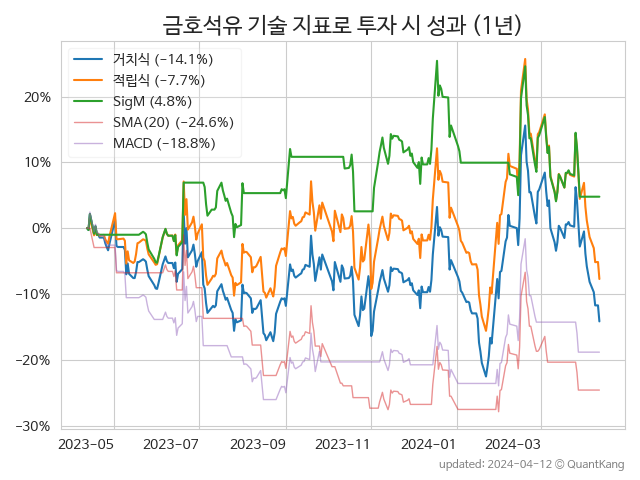 금호석유 기술 지표로 투자 시 성과 (1년)
거치식 (−14.1%)
적립식 (−7.7%)
SigM (4.8%)
SMA(20) (−24.6%)
MACD (−18.8%)
20%
10%
0%
−10%
−20%
−30%
2023-05 2023-07 2023-09 2023-11 2024-01 2024-03
updated: 2024-04-12 © QuantKang